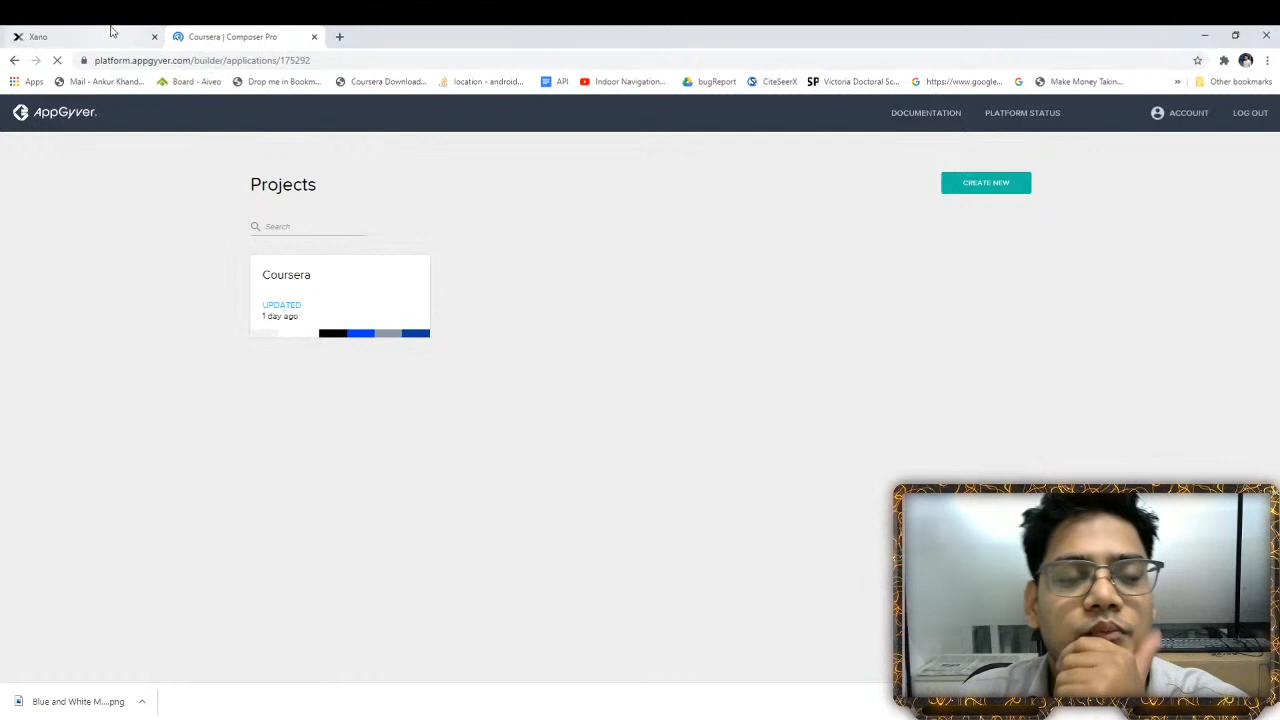 Xano
Coursera | Composer Pro
platform.appgyver.com/builder/applications/175292
Apps
Mail - Ankur Khand...
Board - Aiveo
Drop me in Bookm...
Coursera Download...
location - android...
API
Indoor Navigation...
bugReport
CiteSeerX
SP Victoria Doctoral Sc...
https://www.google...
G
Make Money Takin...
»
Other bookmarks
AppGyver.
DOCUMENTATION
PLATFORM STATUS
ACCOUNT
LOG OUT
Projects
CREATE NEW
Search
Coursera
UPDATED
1 day ago
Blue and White M....png